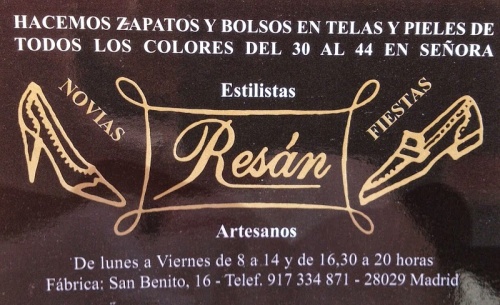 HACEMOS ZAPATOS Y BOLSOS EN TELAS Y PIELES DE
TODOS LOS COLORES DEL 30 AL 44 EN SEÑORA
Estilistas
NOVIAS
Resán
FIESTAS
Artesanos
De lunes a Viernes de 8 a 14 y de 16,30 a 20 horas
Fábrica: San Benito, 16 - Telef. 917 334 871 - 28029 Madrid